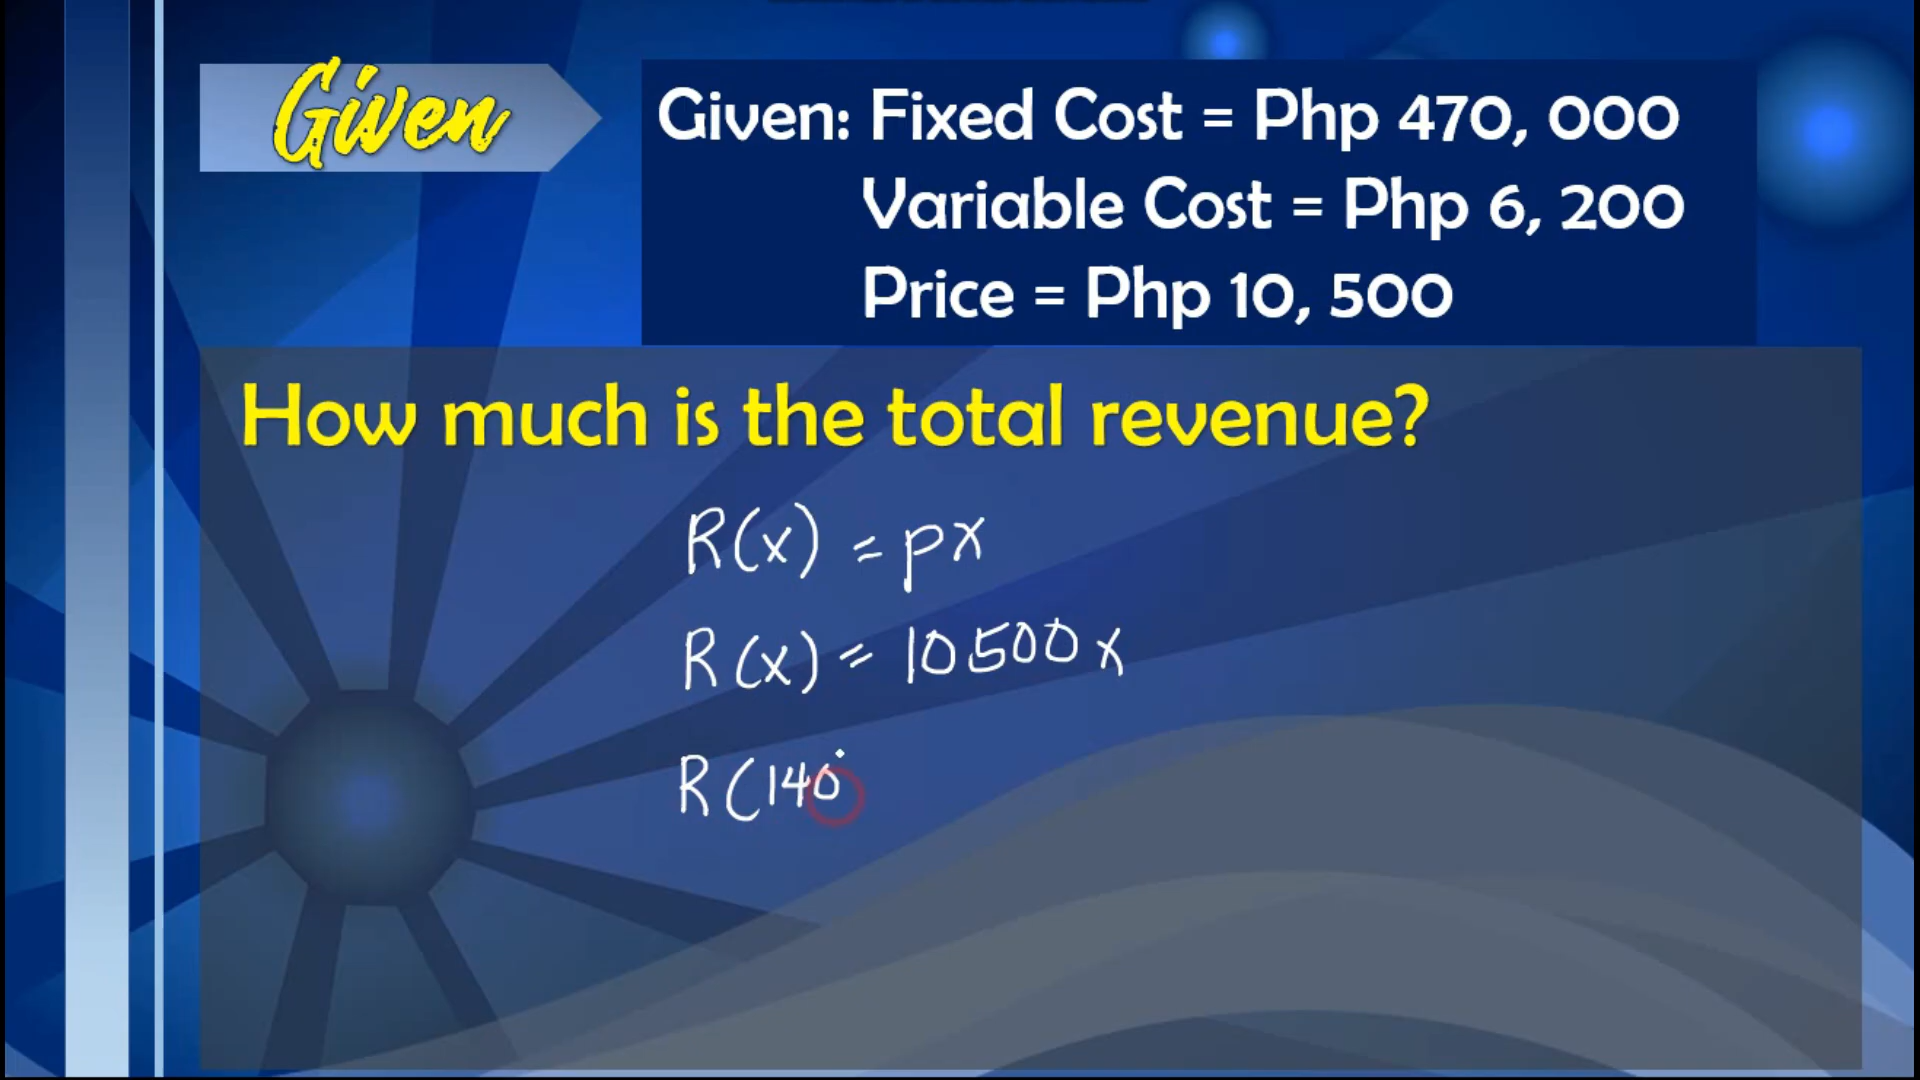 Given
Given: Fixed Cost = Php 470, 000
Variable Cost = Php 6, 200
Price = Php 10, 500
How much is the total revenue?
R(x) = px
R(x) = 10500x
R(140